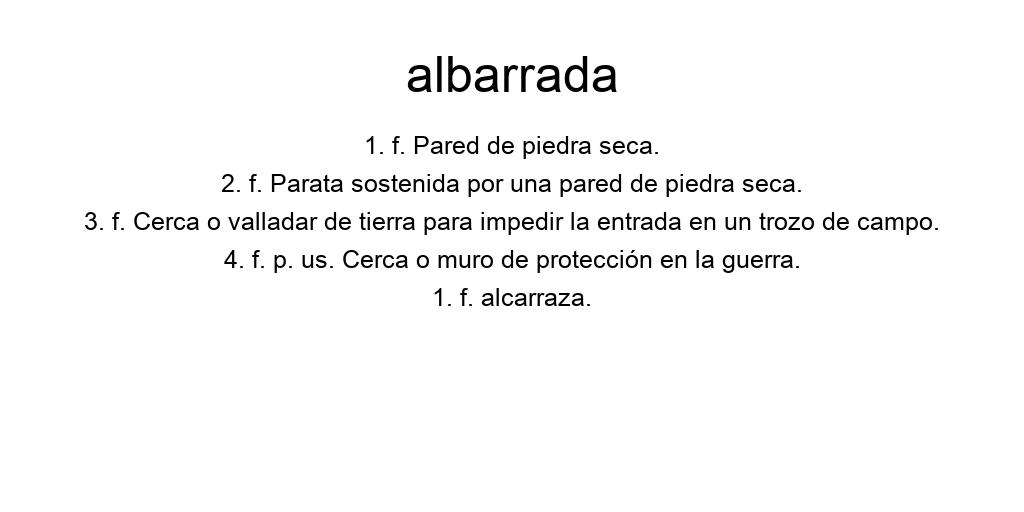 albarrada
1. f. Pared de piedra seca.
2. f. Parata sostenida por una pared de piedra seca.
3. f. Cerca o valladar de tierra para impedir la entrada en un trozo de campo.
4. f. p. us. Cerca o muro de protección en la guerra.
1. f. alcarraza.